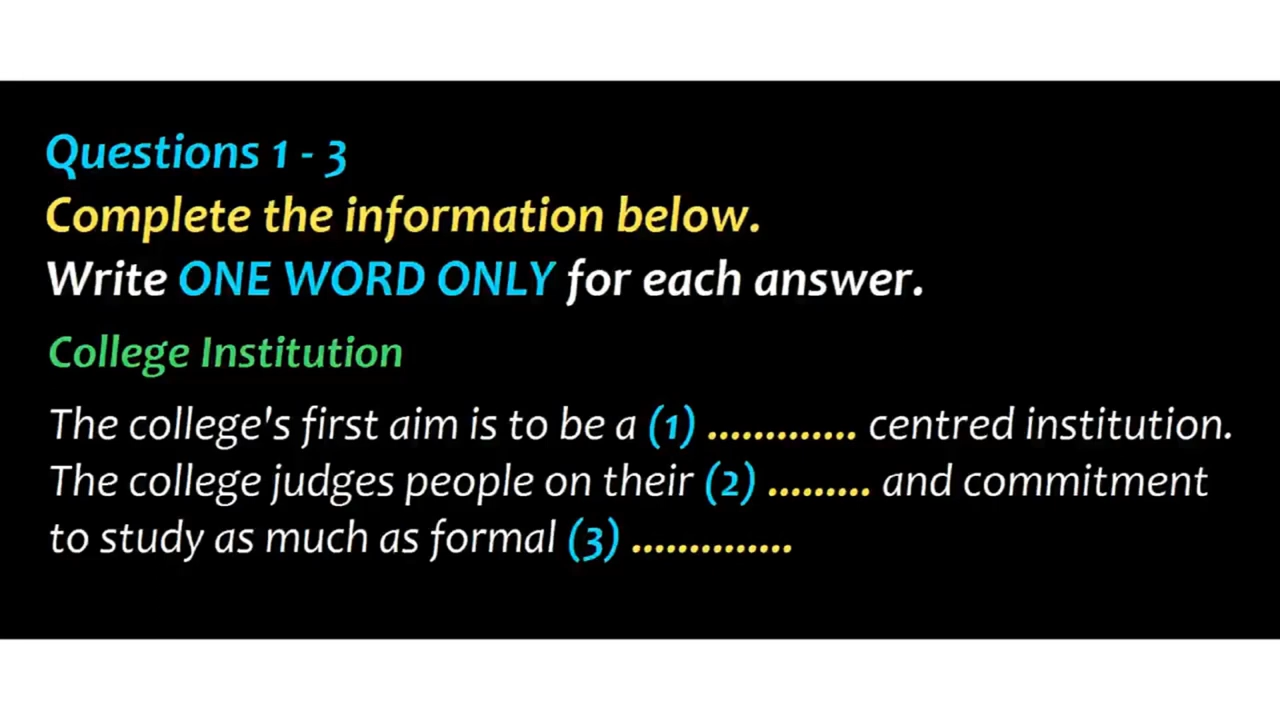 Questions 1 - 3
Complete the information below.
Write ONE WORD ONLY for each answer.
College Institution
The college's first aim is to be a (1) ............. centred institution.
The college judges people on their (2) ......... and commitment
to study as much as formal (3) ..............